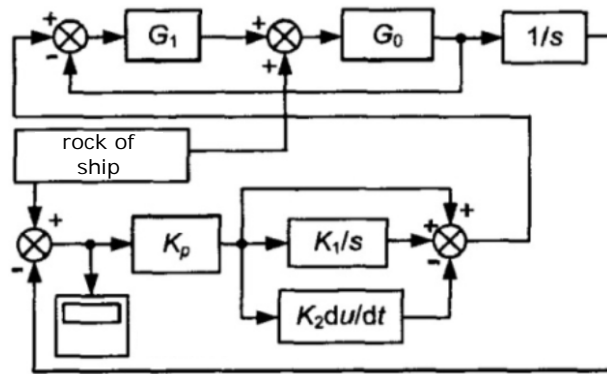 + - G₁ + + G₀ 1/s
rock of
ship
+ - Kₚ K₁/s + + -
K₂du/dt